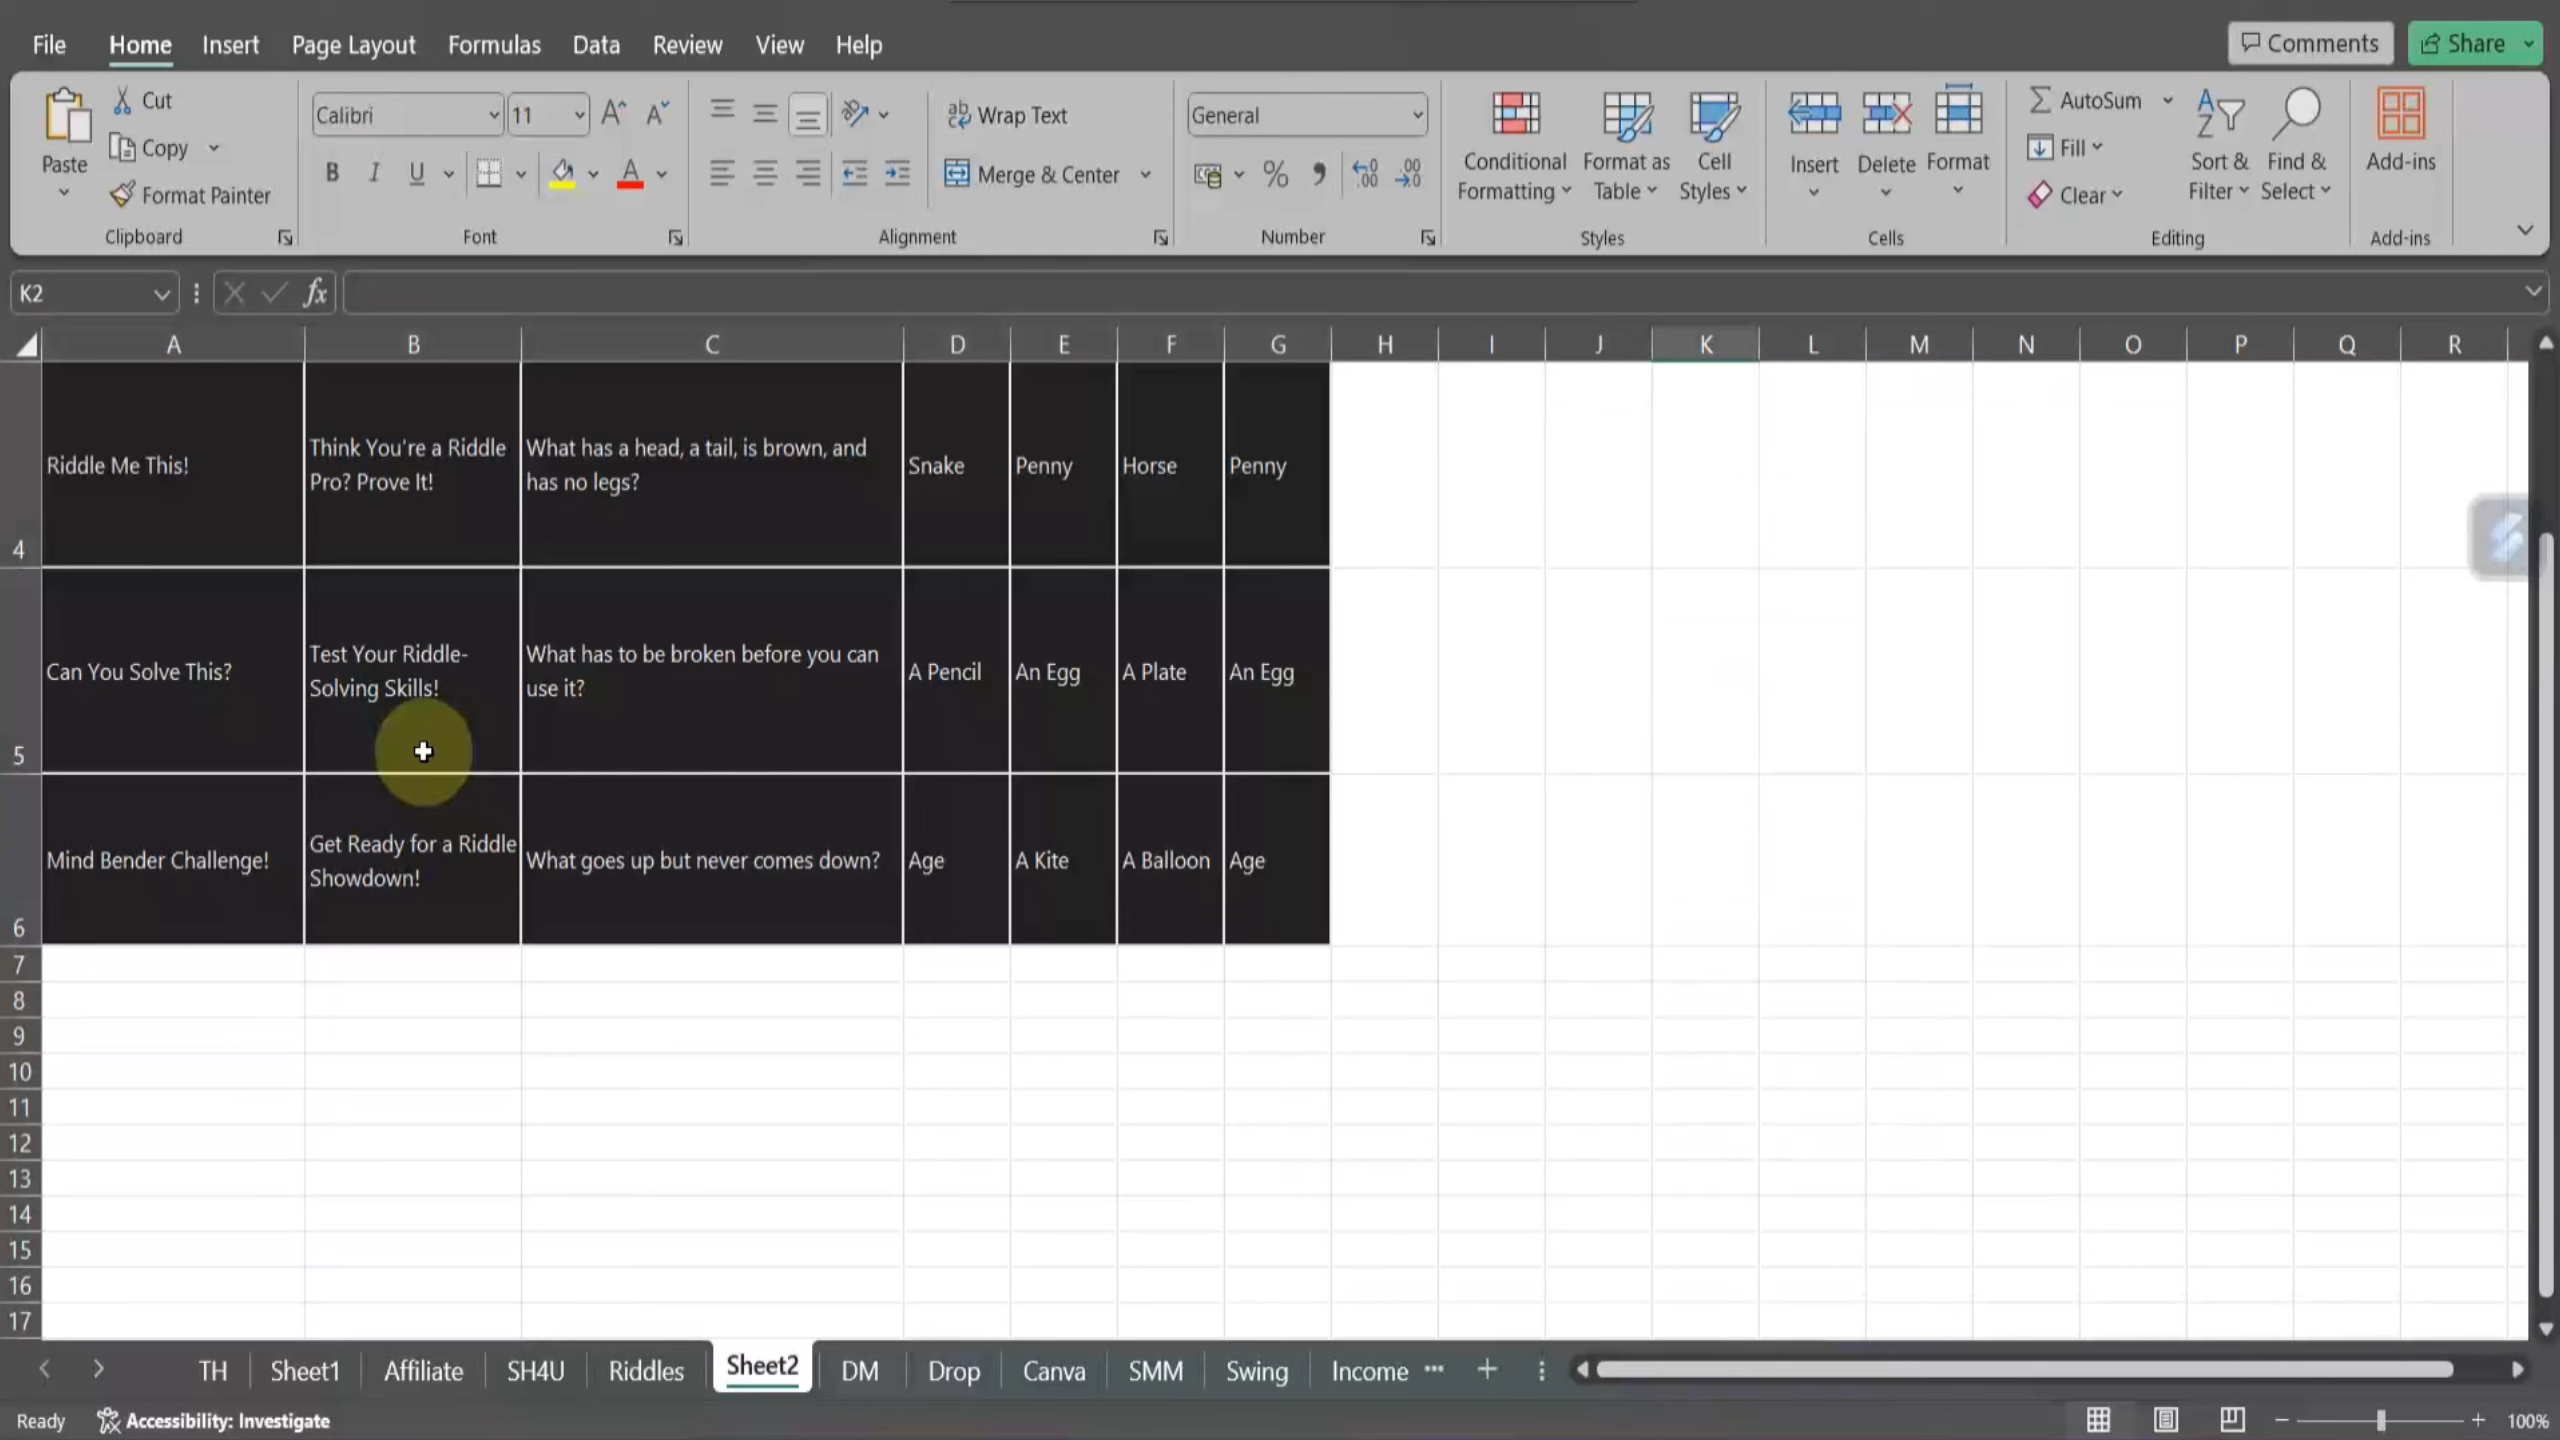 File Home Insert Page Layout Formulas Data Review View Help Comments Share
Paste
Cut
Copy
Format Painter
Clipboard
Calibri 11
B I U
Font
Wrap Text
Merge & Center
Alignment
General
%
Number
Conditional
Formatting
Format as
Table
Cell
Styles
Styles
Insert Delete Format
Cells
AutoSum
Fill
Clear
Sort &
Filter
Find &
Select
Editing
Add-ins
Add-ins
K2 fx
A B C D E F G H I J K L M N O P Q R
4
Riddle Me This!
Think You're a Riddle
Pro? Prove It!
What has a head, a tail, is brown, and
has no legs?
Snake Penny Horse Penny
5
Can You Solve This?
Test Your Riddle-
Solving Skills!
What has to be broken before you can
use it?
A Pencil An Egg A Plate An Egg
6
Mind Bender Challenge!
Get Ready for a Riddle
Showdown!
What goes up but never comes down?
Age A Kite A Balloon Age
7
8
9
10
11
12
13
14
15
16
17
TH Sheet1 Affiliate SH4U Riddles Sheet2 DM Drop Canva SMM Swing Income
Ready Accessibility: Investigate 100%